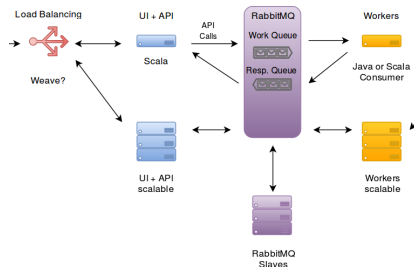 Load Balancing
UI + API
API
Calls
RabbitMQ
Workers
Work Queue
Weave?
Scala
Resp. Queue
Java or Scala
Consumer
UI + API
scalable
Workers
scalable
RabbitMQ
Slaves